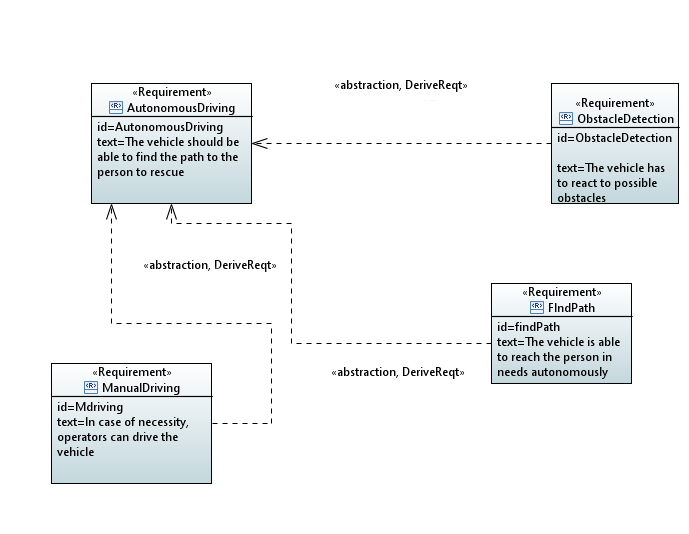 «abstraction, DeriveReqt»
«Requirement»
AutonomousDriving
id=AutonomousDriving
text=The vehicle should be
able to find the path to the
person to rescue
«Requirement»
ObstacleDetection
id=ObstacleDetection
text=The vehicle has
to react to possible
obstacles
«abstraction, DeriveReqt»
«Requirement»
FIndPath
id=findPath
text=The vehicle is able
to reach the person in
needs autonomously
«abstraction, DeriveReqt»
«Requirement»
ManualDriving
id=Mdriving
text=In case of necessity,
operators can drive the
vehicle